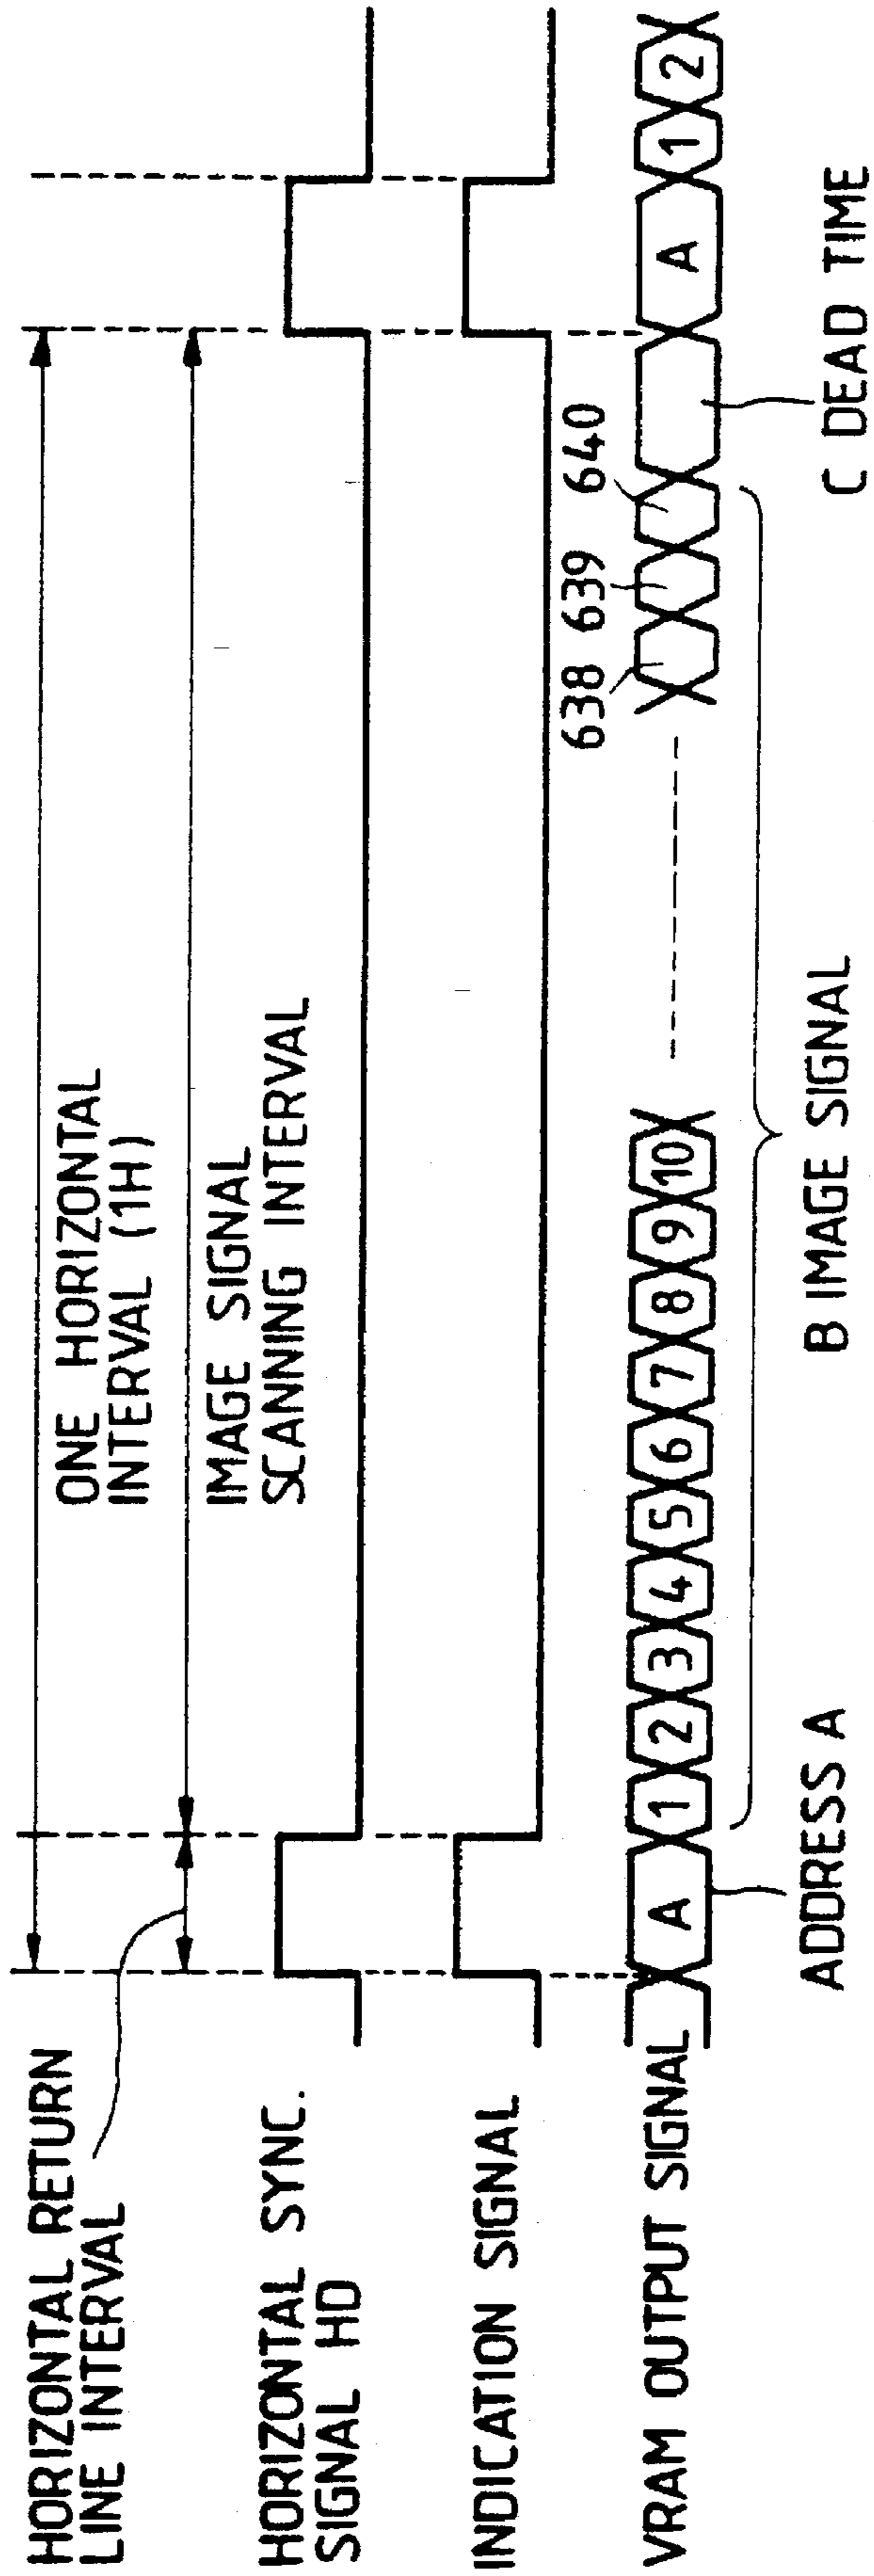 HORIZONTAL RETURN
LINE INTERVAL
ONE HORIZONTAL
INTERVAL (1H)
IMAGE SIGNAL
SCANNING INTERVAL
HORIZONTAL SYNC.
SIGNAL HD
INDICATION SIGNAL
638 639 640
VRAM OUTPUT SIGNAL
A 1 2 3 4 5 6 7 8 9 10 A 1 2
ADDRESS A
B IMAGE SIGNAL
C DEAD TIME